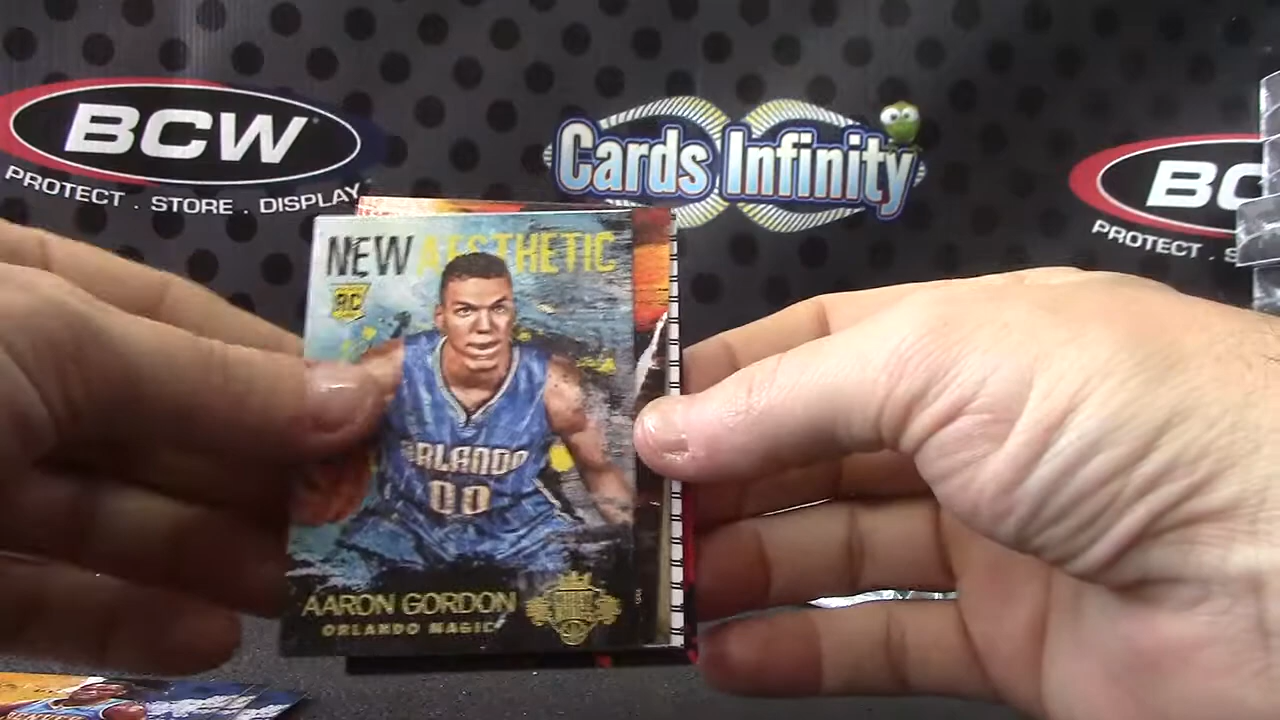 BCW
PROTECT . STORE . DISPLAY
Cards Infinity
BC
PROTECT . S
NEW AESTHETIC
RC
ORLANDO
00
AARON GORDON
ORLANDO MAGIC